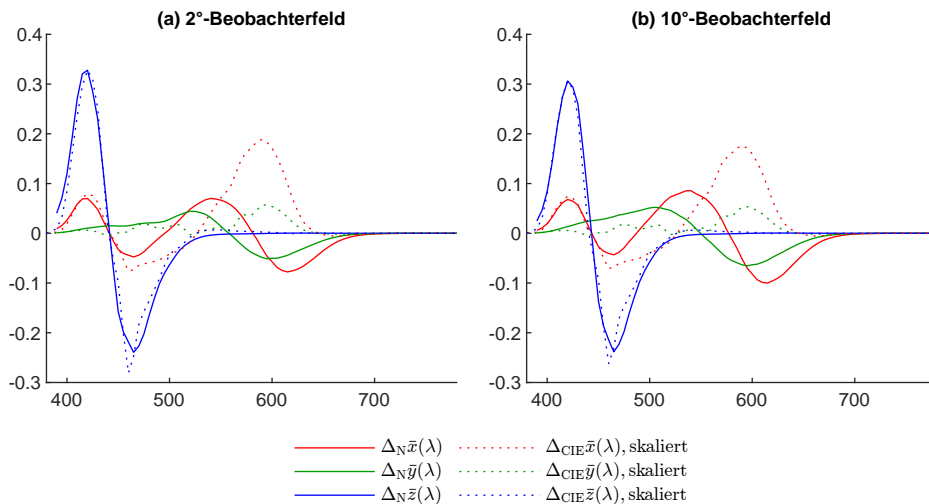 (a) 2°-Beobachterfeld
0.4
0.3
0.2
0.1
0
-0.1
-0.2
-0.3
400 500 600 700
(b) 10°-Beobachterfeld
0.4
0.3
0.2
0.1
0
-0.1
-0.2
-0.3
400 500 600 700
Δ_N x̄(λ) Δ_CIE x̄(λ), skaliert
Δ_N ȳ(λ) Δ_CIE ȳ(λ), skaliert
Δ_N z̄(λ) Δ_CIE z̄(λ), skaliert